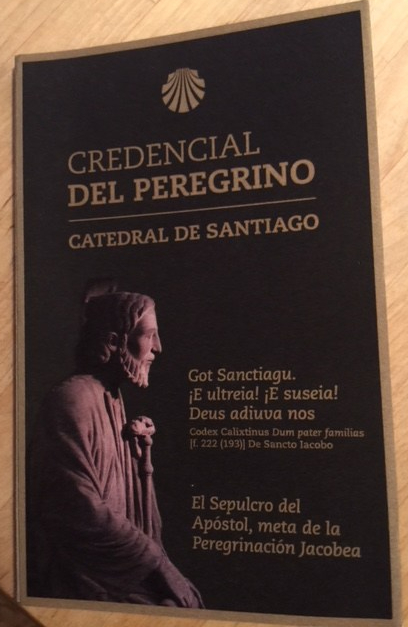 CREDENCIAL
DEL PEREGRINO
CATEDRAL DE SANTIAGO
Got Sanctiagu.
¡E ultreia! ¡E suseia!
Deus adiuva nos
Codex Calixtinus Dum pater familias
[f. 222 (193)] De Sancto Iacobo
El Sepulcro del
Apóstol, meta de la
Peregrinación Jacobea